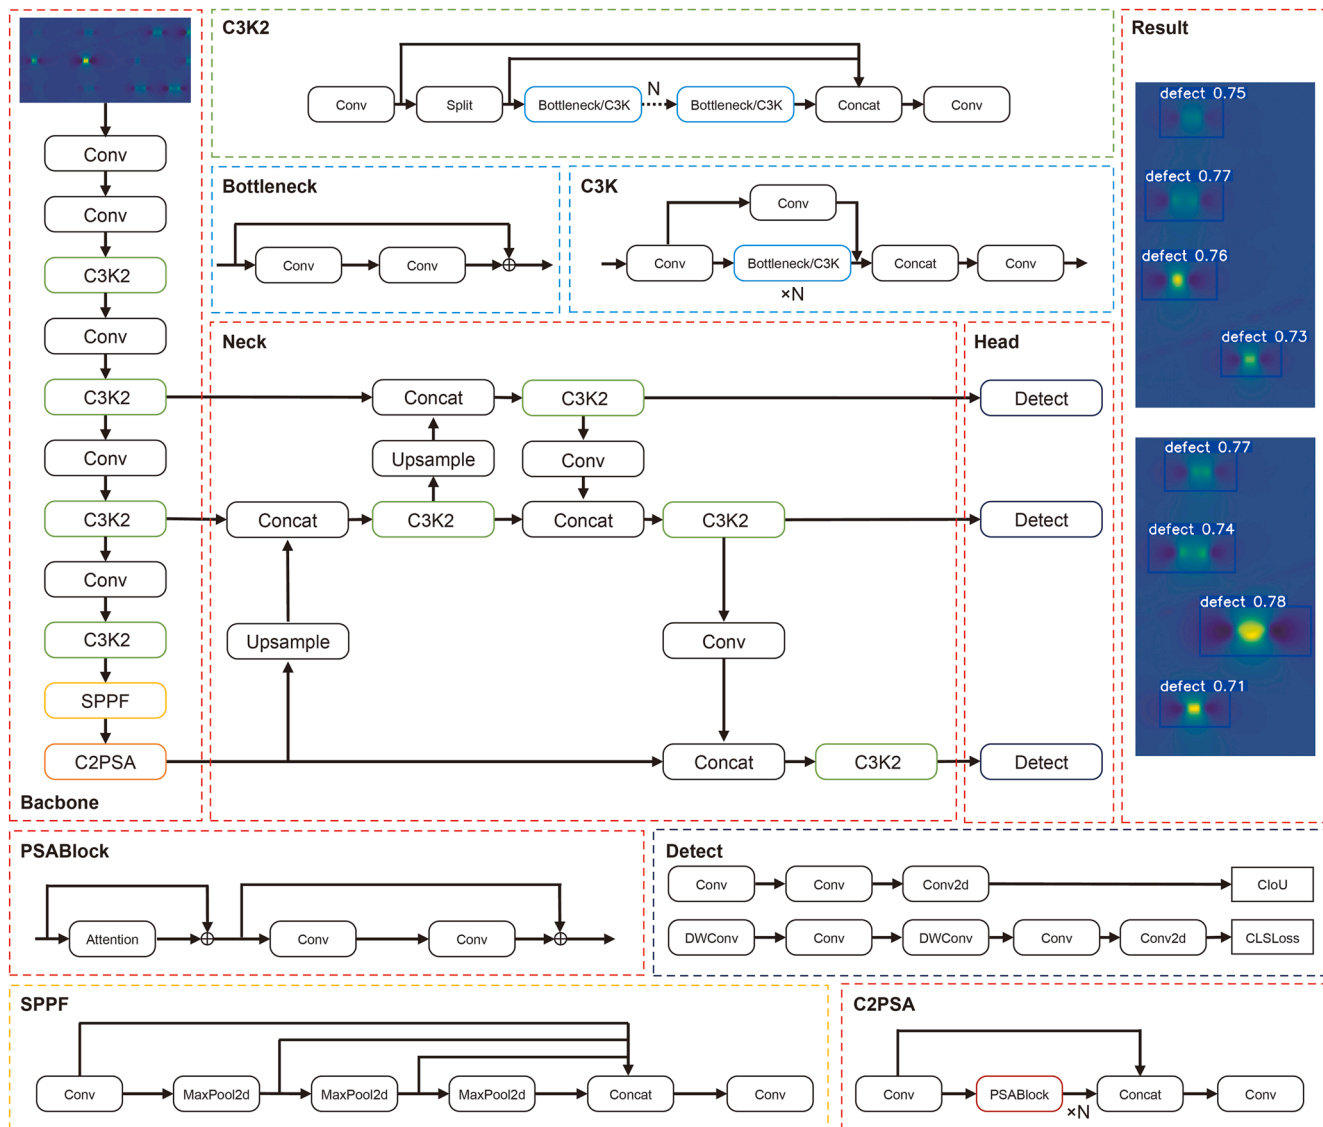 C3K2
Conv
Split
Bottleneck/C3K
N
Bottleneck/C3K
Concat
Conv
Bottleneck
Conv
Conv
C3K
Conv
Conv
Bottleneck/C3K
×N
Concat
Conv
Conv
Conv
C3K2
Conv
C3K2
Conv
C3K2
Conv
C3K2
SPPF
C2PSA
Bacbone
Neck
Concat
C3K2
Upsample
Conv
Concat
C3K2
Concat
C3K2
Upsample
Conv
Concat
C3K2
Head
Detect
Detect
Detect
Result
defect 0.75
defect 0.77
defect 0.76
defect 0.73
defect 0.77
defect 0.74
defect 0.78
defect 0.71
PSABlock
Attention
Conv
Conv
Detect
Conv
Conv
Conv2d
CIoU
DWConv
Conv
DWConv
Conv
Conv2d
CLSLoss
SPPF
Conv
MaxPool2d
MaxPool2d
MaxPool2d
Concat
Conv
C2PSA
Conv
PSABlock
×N
Concat
Conv